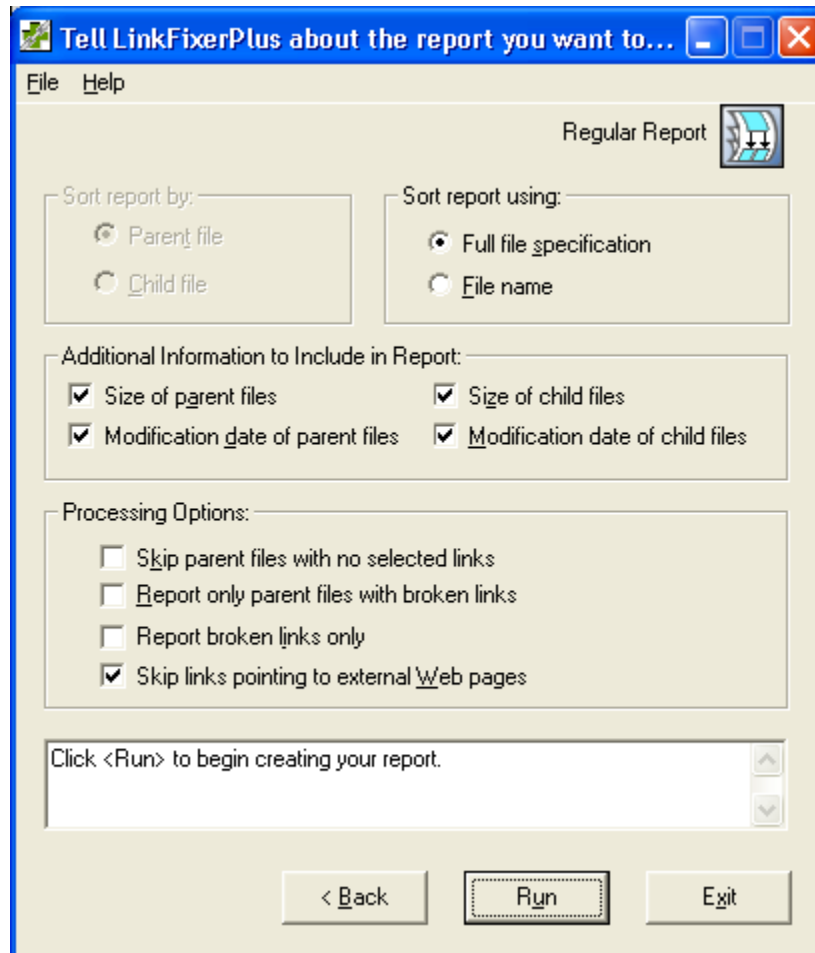 Tell LinkFixerPlus about the report you want to...
File Help
Regular Report
Sort report by:
Parent file
Child file
Sort report using:
Full file specification
File name
Additional Information to Include in Report:
Size of parent files
Size of child files
Modification date of parent files
Modification date of child files
Processing Options:
Skip parent files with no selected links
Report only parent files with broken links
Report broken links only
Skip links pointing to external Web pages
Click <Run> to begin creating your report.
< Back
Run
Exit